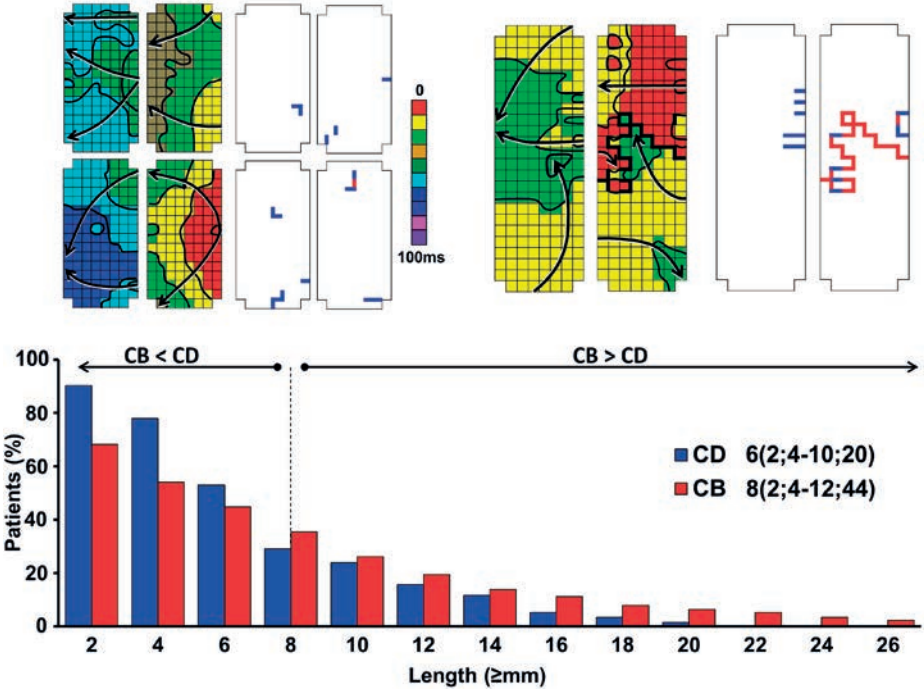 0
100ms
CB < CD
CB > CD
100
80
60
40
20
0
Patients (%)
CD 6(2;4-10;20)
CB 8(2;4-12;44)
2 4 6 8 10 12 14 16 18 20 22 24 26
Length (≥mm)